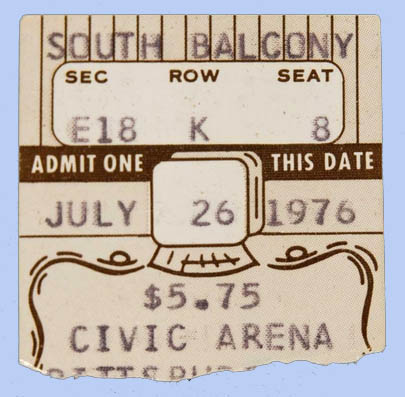 SOUTH BALCONY
SEC ROW SEAT
E18 K 8
ADMIT ONE THIS DATE
JULY 26 1976
$5.75
CIVIC ARENA